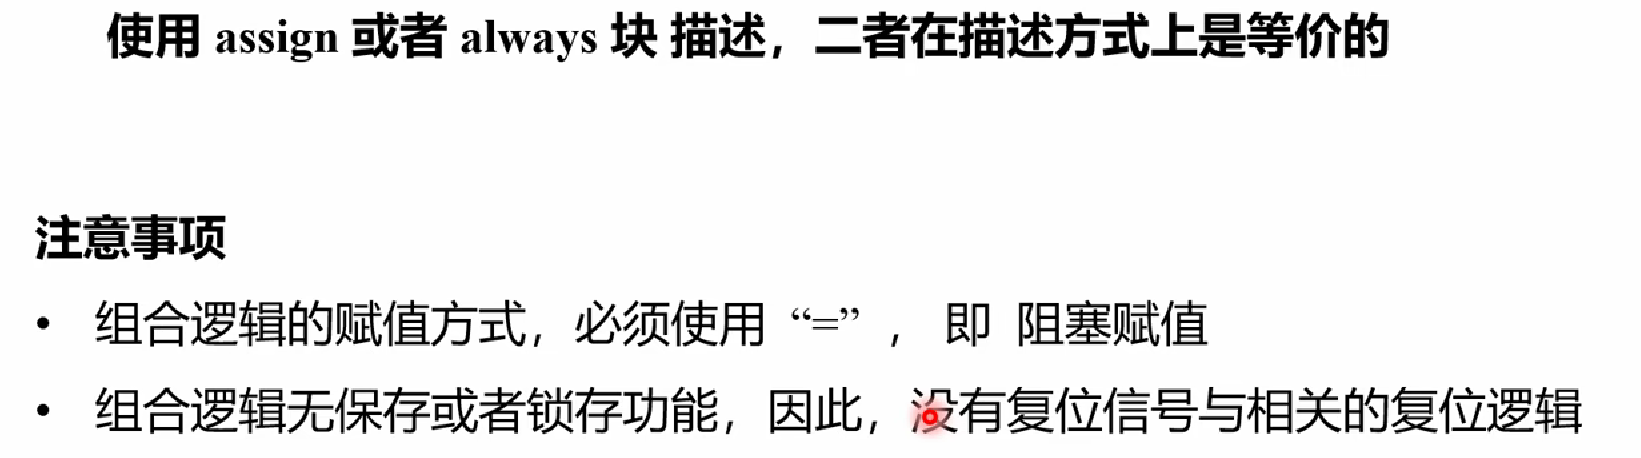 使用 assign 或者 always 块 描述，二者在描述方式上是等价的
注意事项
• 组合逻辑的赋值方式，必须使用 “=” ， 即 阻塞赋值
• 组合逻辑无保存或者锁存功能，因此，没有复位信号与相关的复位逻辑